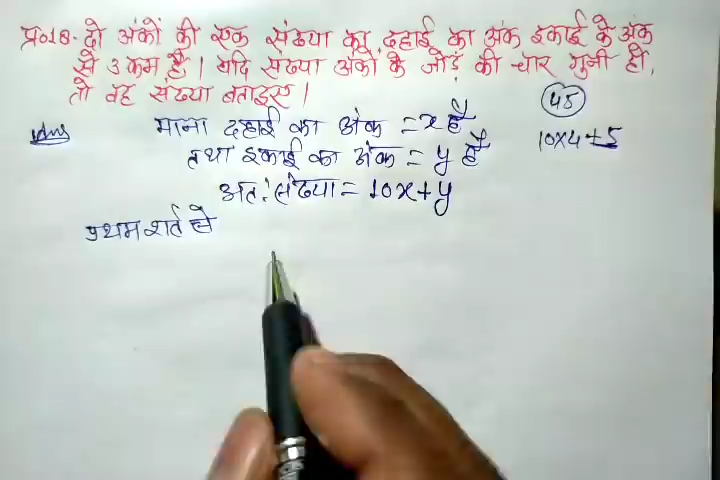 प्र०18- दो अंकों की एक संख्या का दहाई का अंक इकाई के अंक
से 3 कम है। यदि संख्या अंकों के जोड़ की चार गुनी हो,
तो वह संख्या बताइए।
45
Ans माना दहाई का अंक = x है
10×4+5
तथा इकाई का अंक = y है
अतः संख्या = 10x+y
प्रथम शर्त से